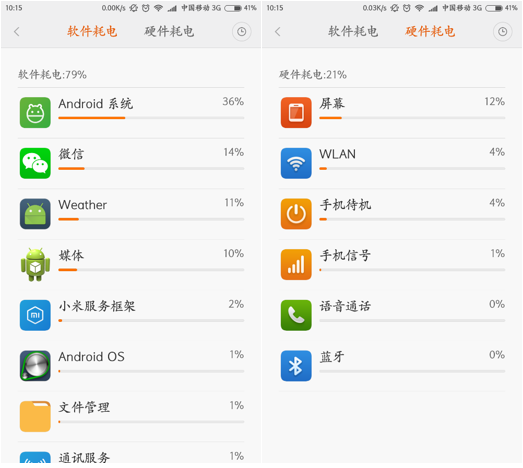 10:15
0.00K/s
中国移动 3G
41%
软件耗电
硬件耗电
软件耗电:79%
Android 系统
36%
微信
14%
Weather
11%
媒体
10%
小米服务框架
2%
Android OS
1%
文件管理
1%
通讯服务
1%
10:15
0.03K/s
中国移动 3G
41%
软件耗电
硬件耗电
硬件耗电:21%
屏幕
12%
WLAN
4%
手机待机
4%
手机信号
1%
语音通话
0%
蓝牙
0%